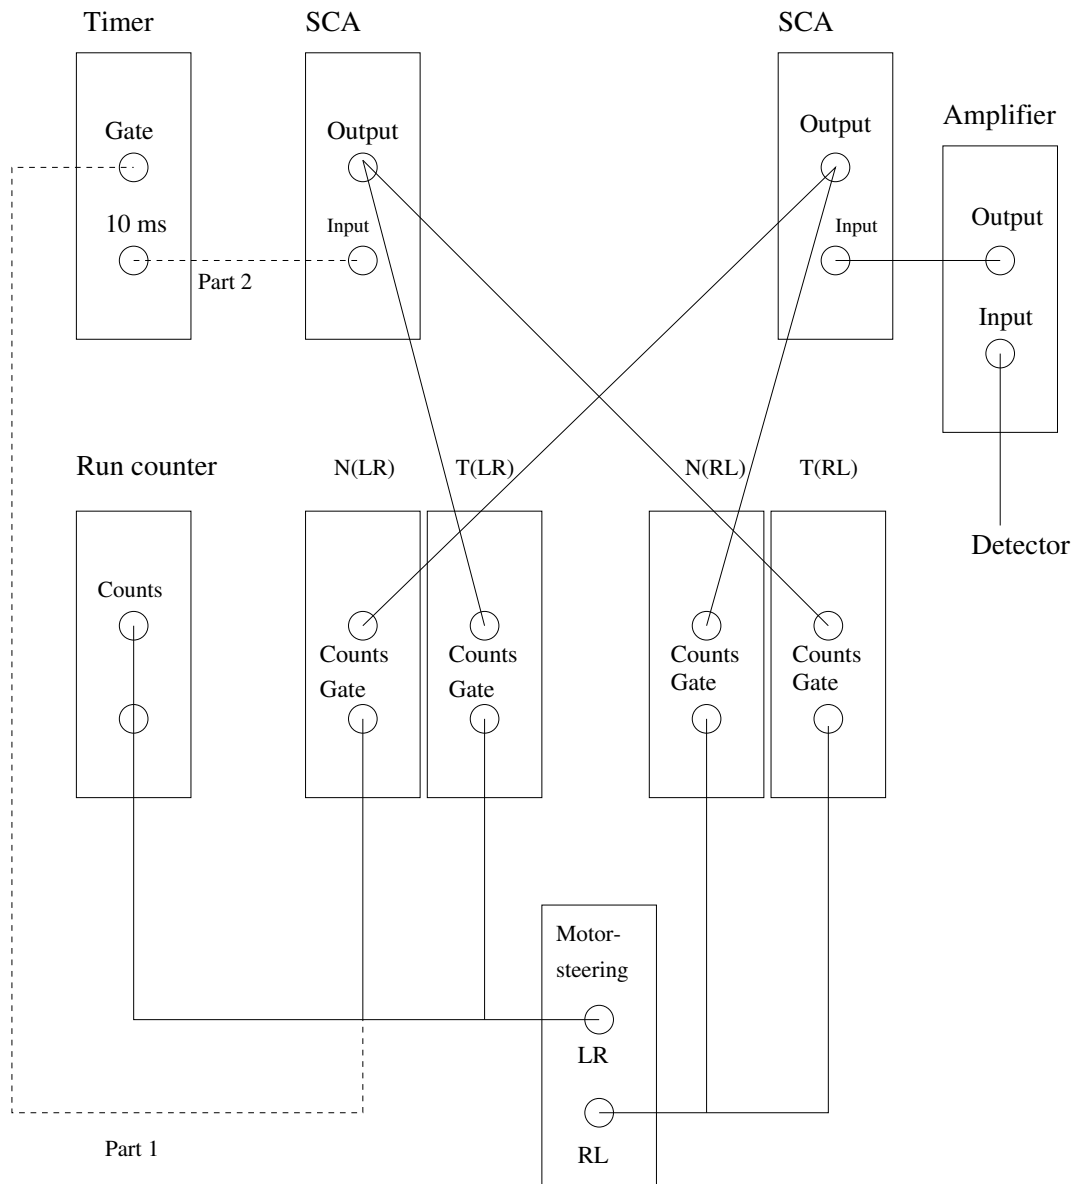 Timer
SCA
SCA
Gate
Output
Output
Amplifier
10 ms
Input
Input
Output
Part 2
Input
Run counter
N(LR)
T(LR)
N(RL)
T(RL)
Detector
Counts
Counts
Counts
Counts
Counts
Gate
Gate
Gate
Gate
Motor-
steering
LR
Part 1
RL